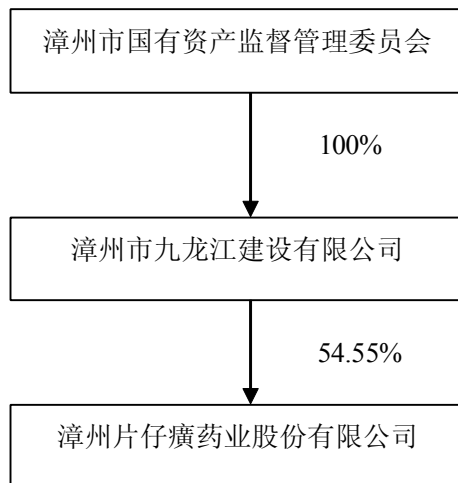 漳州市国有资产监督管理委员会
100%
漳州市九龙江建设有限公司
54.55%
漳州片仔癀药业股份有限公司